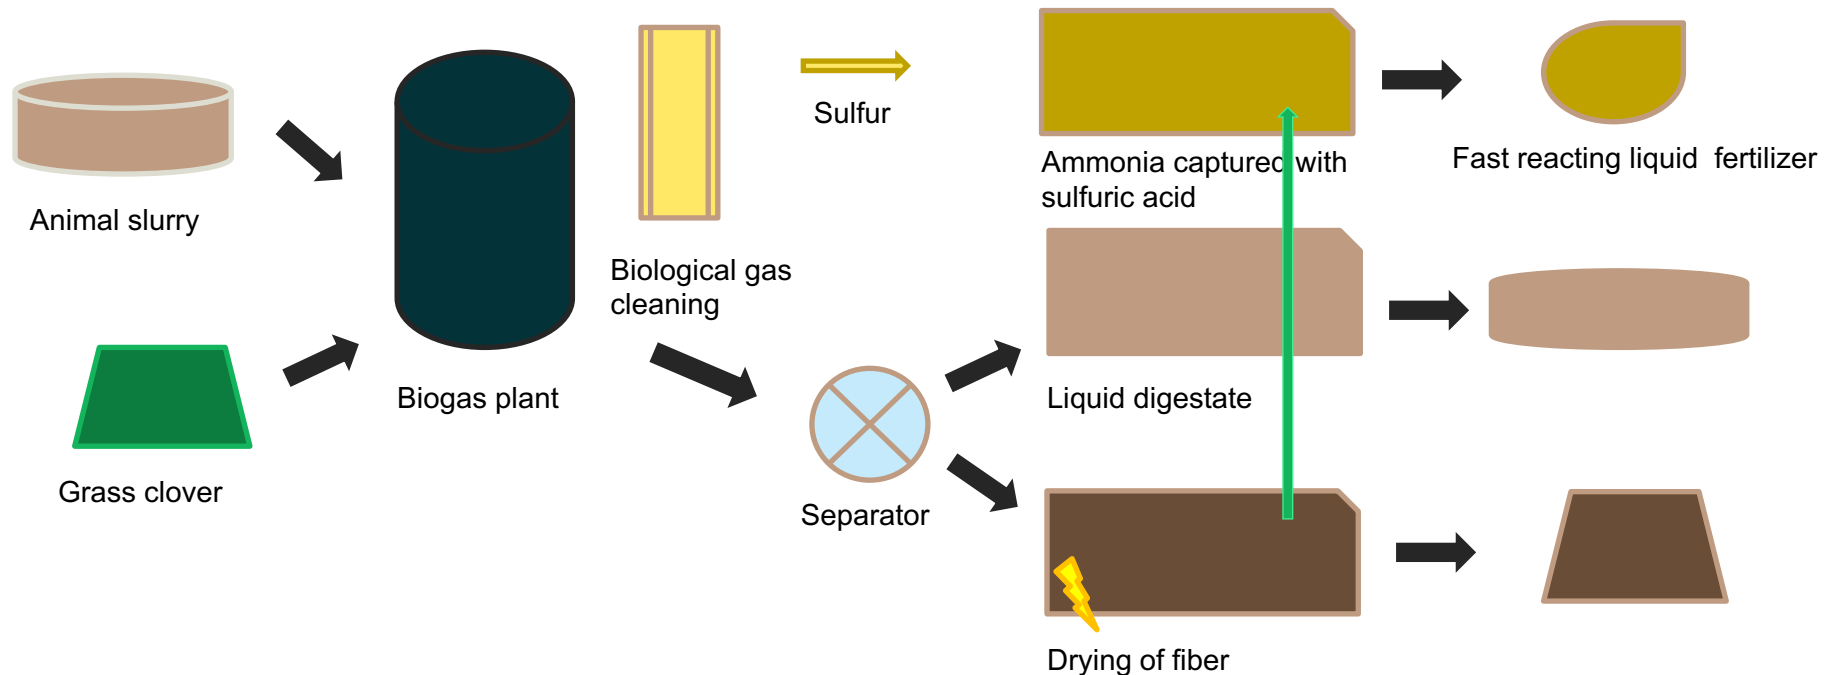 Animal slurry
Grass clover
Biogas plant
Biological gas
cleaning
Sulfur
Separator
Ammonia captured with
sulfuric acid
Fast reacting liquid  fertilizer
Liquid digestate
Drying of fiber